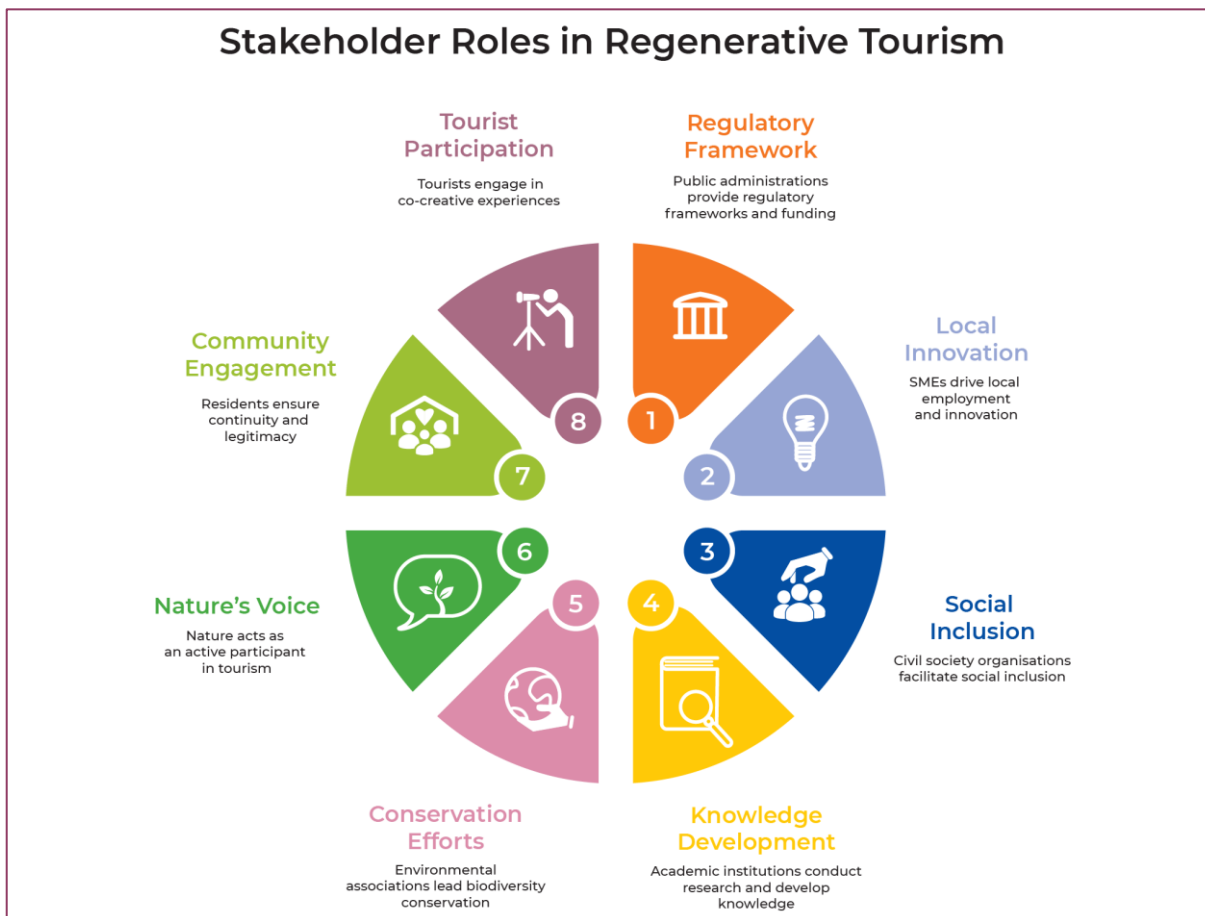 Stakeholder Roles in Regenerative Tourism
Regulatory
Framework
Public administrations
provide regulatory
frameworks and funding
1
Local
Innovation
SMEs drive local
employment
and innovation
2
Social
Inclusion
Civil society organisations
facilitate social inclusion
3
Knowledge
Development
Academic institutions conduct
research and develop
knowledge
4
Conservation
Efforts
Environmental
associations lead biodiversity
conservation
5
Nature’s Voice
Nature acts as
an active participant
in tourism
6
Community
Engagement
Residents ensure
continuity and
legitimacy
7
Tourist
Participation
Tourists engage in
co-creative experiences
8